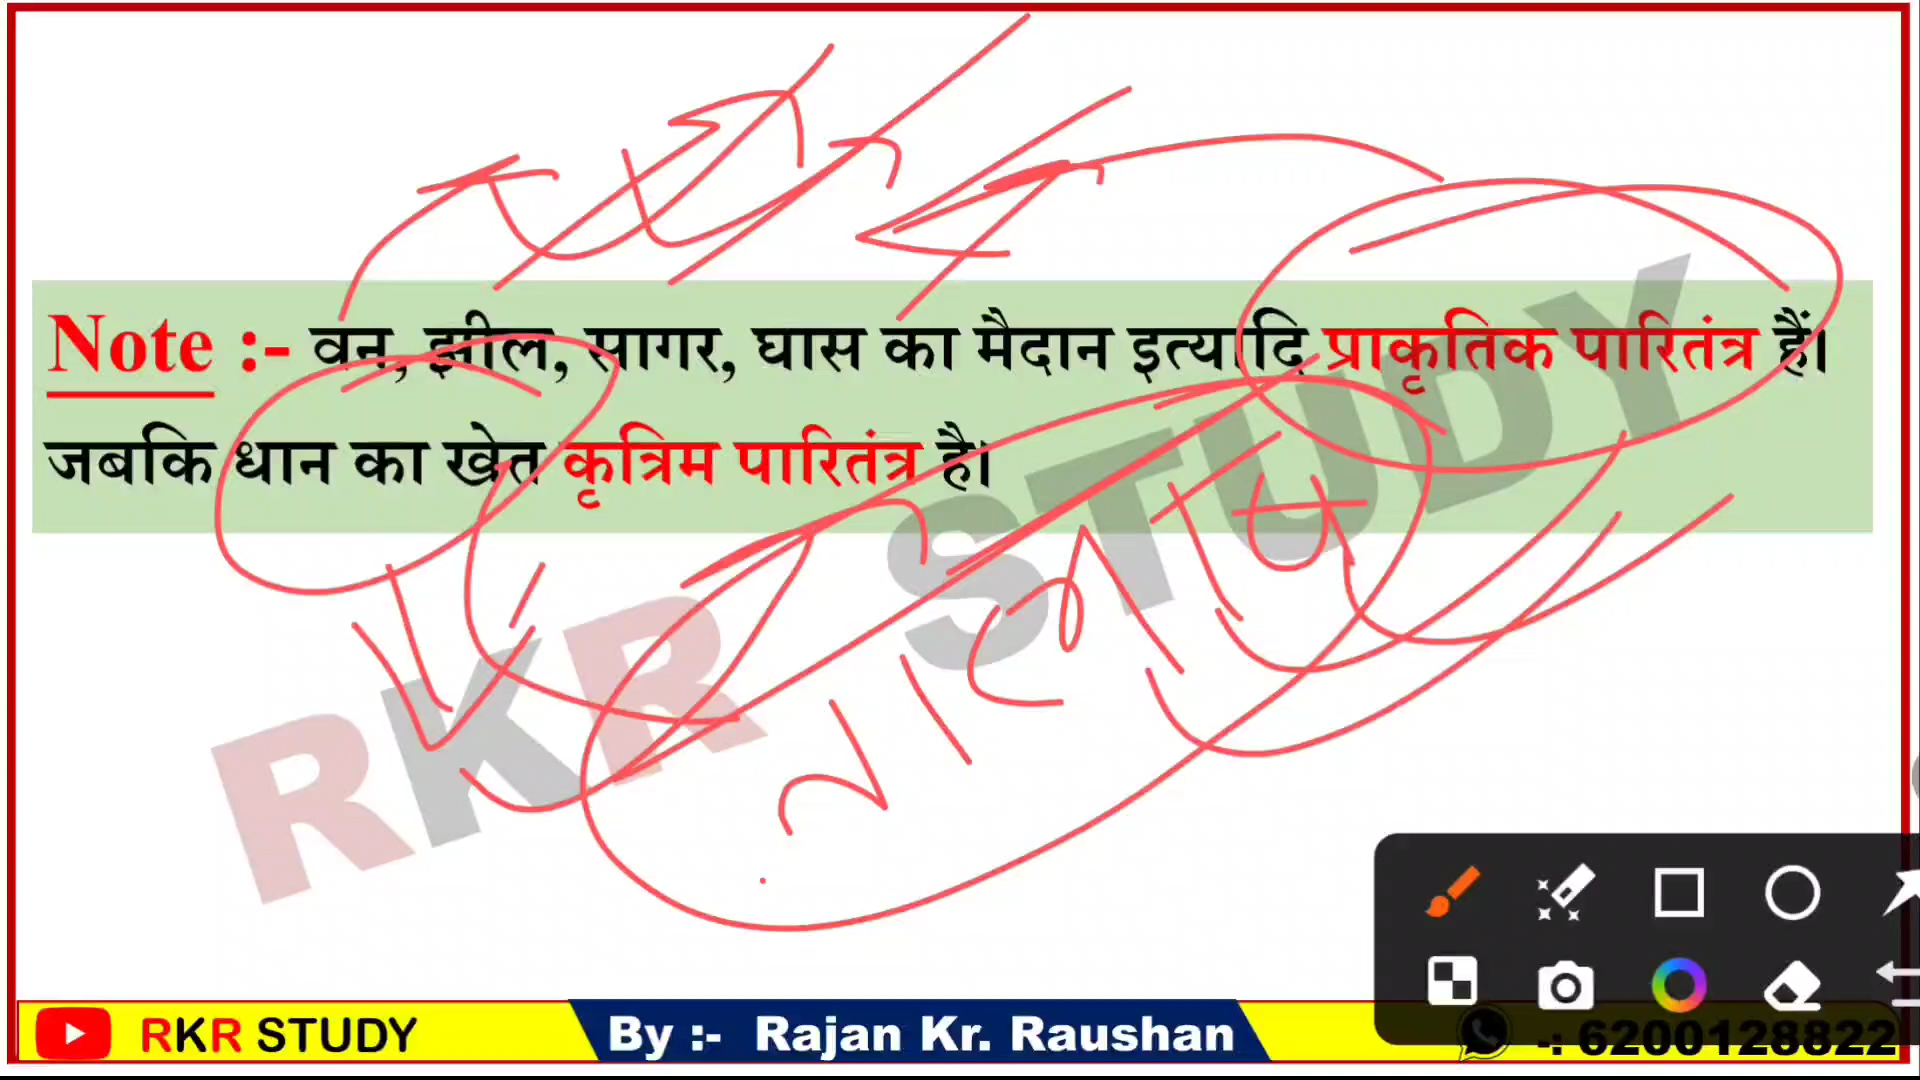 Note :- वन, झील, सागर, घास का मैदान इत्यादि प्राकृतिक पारितंत्र हैं।
जबकि धान का खेत कृत्रिम पारितंत्र है।
RKR STUDY
RKR STUDY
By :- Rajan Kr. Raushan
-: 6200128822